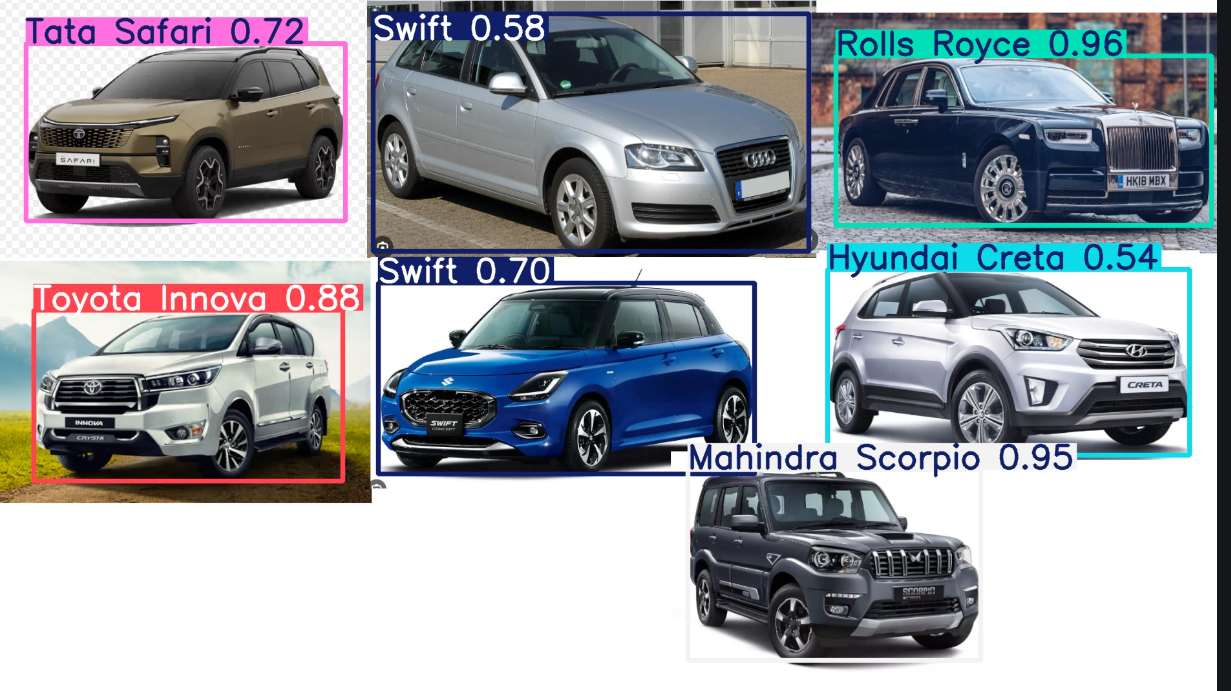 Tata Safari 0.72
SAFARI
Swift 0.58
Rolls Royce 0.96
HK18 MBX
Toyota Innova 0.88
INNOVA
CRYSTA
Swift 0.70
SWIFT
CONCEPT
Hyundai Creta 0.54
CRETA
Mahindra Scorpio 0.95
SCORPIO